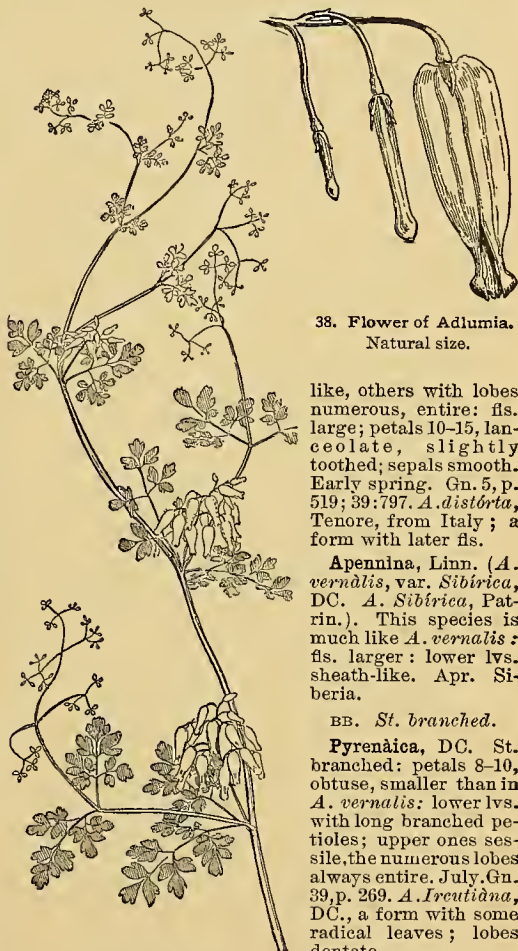 38. Flower of Adlumia.
Natural size.
like, others with lobes
numerous, entire: fls.
large; petals 10-15, lan-
ceolate, slightly
toothed; sepals smooth.
Early spring. Gn. 5, p.
519; 39:797. A. distórta,
Tenore, from Italy; a
form with later fls.
Apennìna, Linn. (A.
vernàlis, var. Sibírica,
DC. A. Sibírica, Pat-
rin.). This species is
much like A. vernalis:
fls. larger: lower lvs.
sheath-like. Apr. Si-
beria.
BB. St. branched.
Pyrenàica, DC. St.
branched: petals 8-10,
obtuse, smaller than in
A. vernalis: lower lvs.
with long branched pe-
tioles; upper ones ses-
sile, the numerous lobes
always entire. July. Gn.
39, p. 269. A. Ircutiàna,
DC., a form with some
radical leaves; lobes
dentate.